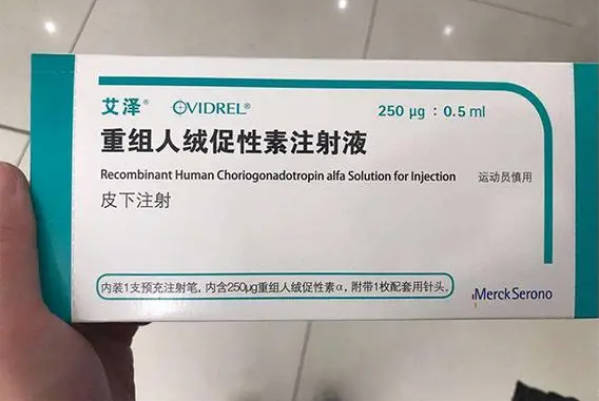 艾泽® OVIDREL® 250 μg : 0.5 ml
重组人绒促性素注射液
Recombinant Human Choriogonadotropin alfa Solution for Injection 运动员慎用
皮下注射
内装1支预充注射笔, 内含250μg重组人绒促性素α, 附带1枚配套用针头。
Merck Serono